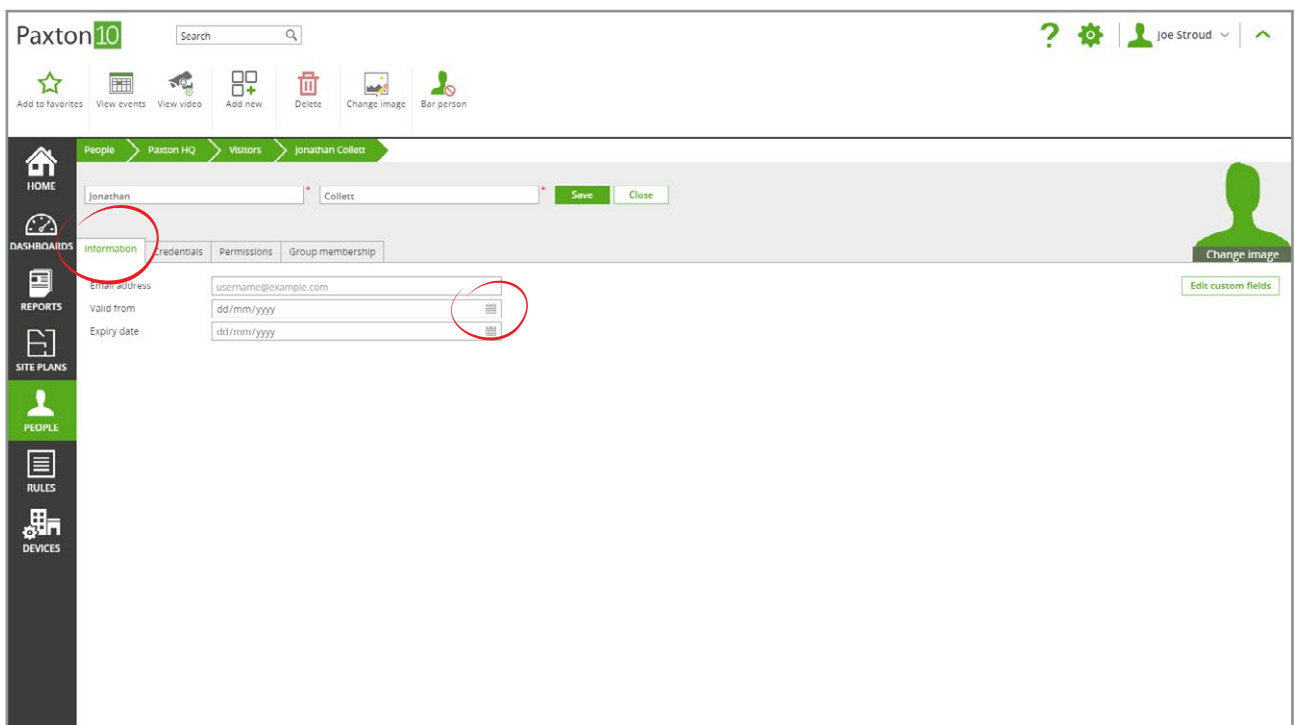 Paxton10
Search
Joe Stroud
Add to favorites View events View video Add new Delete Change image Bar person
People Paxton HQ Visitors Jonathan Collett
HOME
Jonathan * Collett * Save Close
DASHBOARDS
Information Credentials Permissions Group membership
Change image
Email address username@example.com
Edit custom fields
REPORTS
Valid from dd/mm/yyyy
Expiry date dd/mm/yyyy
SITE PLANS
PEOPLE
RULES
DEVICES